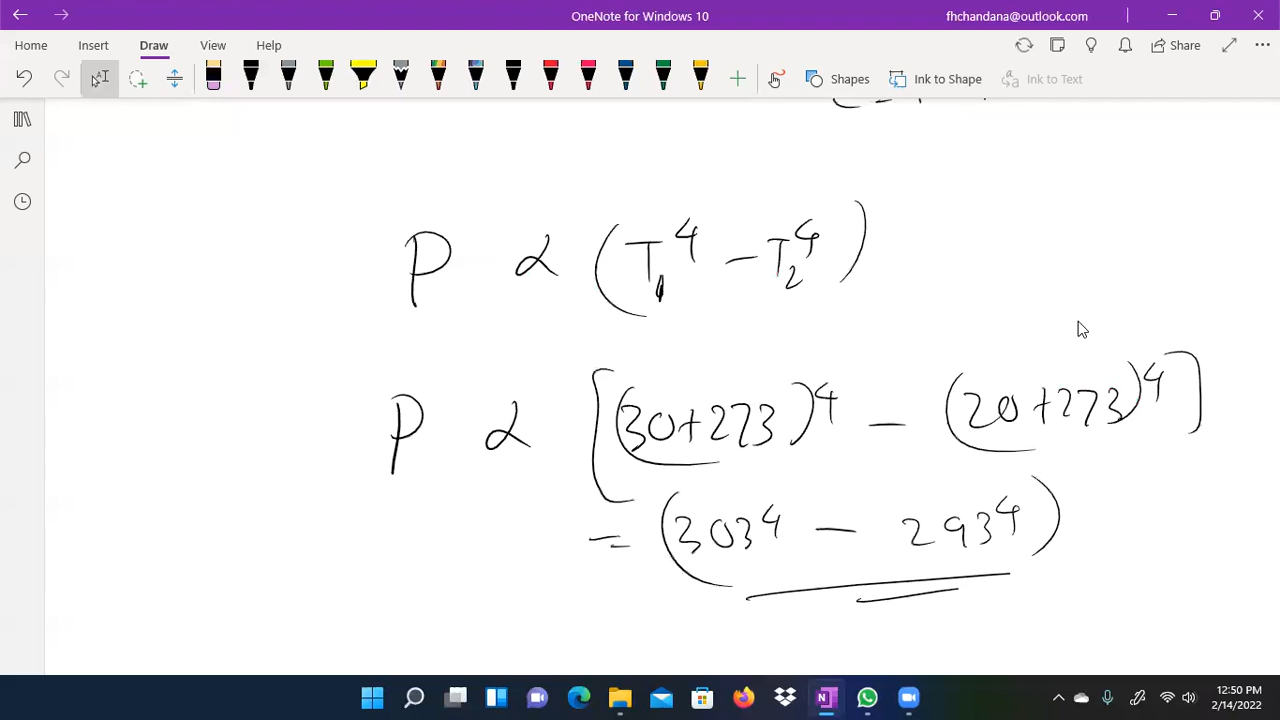 OneNote for Windows 10
fhchandana@outlook.com
Home Insert Draw View Help
Share
Shapes
Ink to Shape
Ink to Text
P ∝ (T₁⁴ – T₂⁴)
P ∝ [(30+273)⁴ – (20+273)⁴]
= (303⁴ – 293⁴)
12:50 PM
2/14/2022